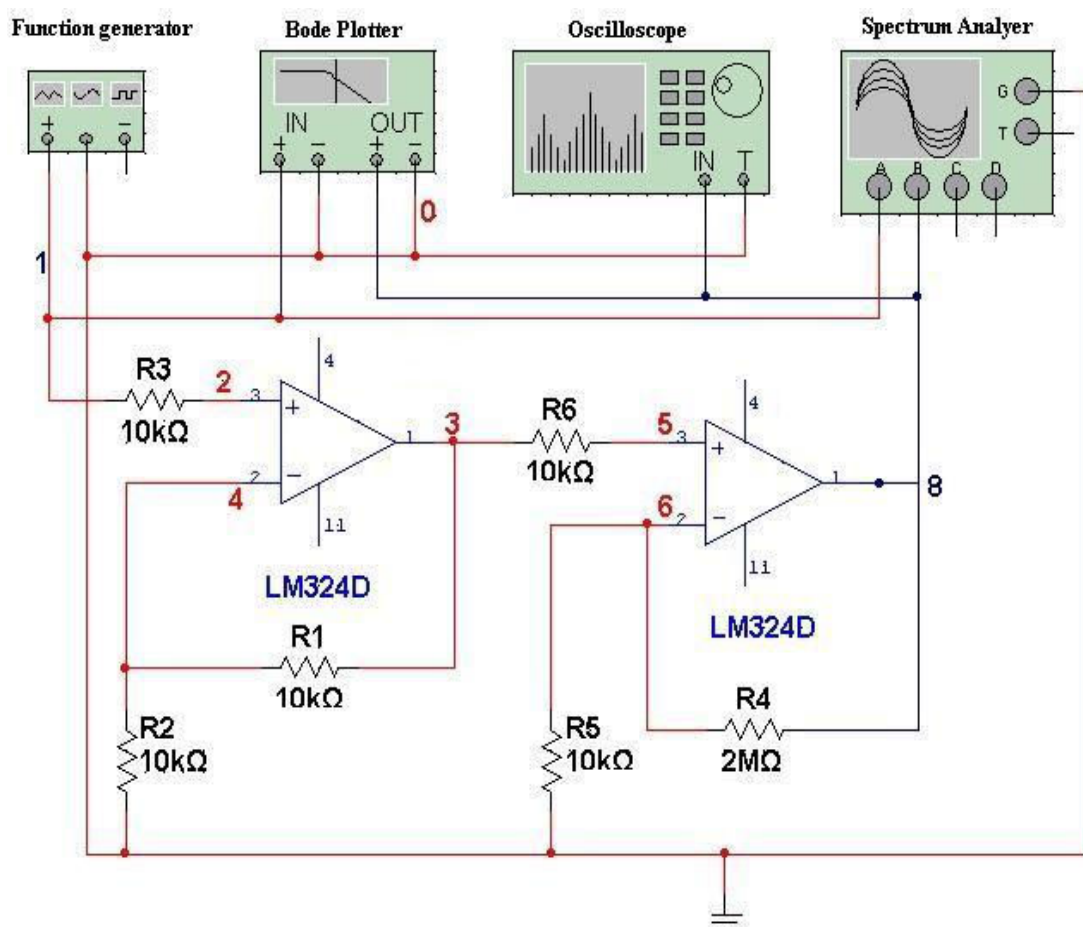 Function generator
Bode Plotter
Oscilloscope
Spectrum Analyer
+ −
IN OUT
+ − + −
IN T
G
T
A B C D
0
1
R3
10kΩ
2
3
+
4
1
3
−
2
4
11
LM324D
R6
10kΩ
5
3
+
4
1
8
6
−
2
11
LM324D
R1
10kΩ
R2
10kΩ
R5
10kΩ
R4
2MΩ